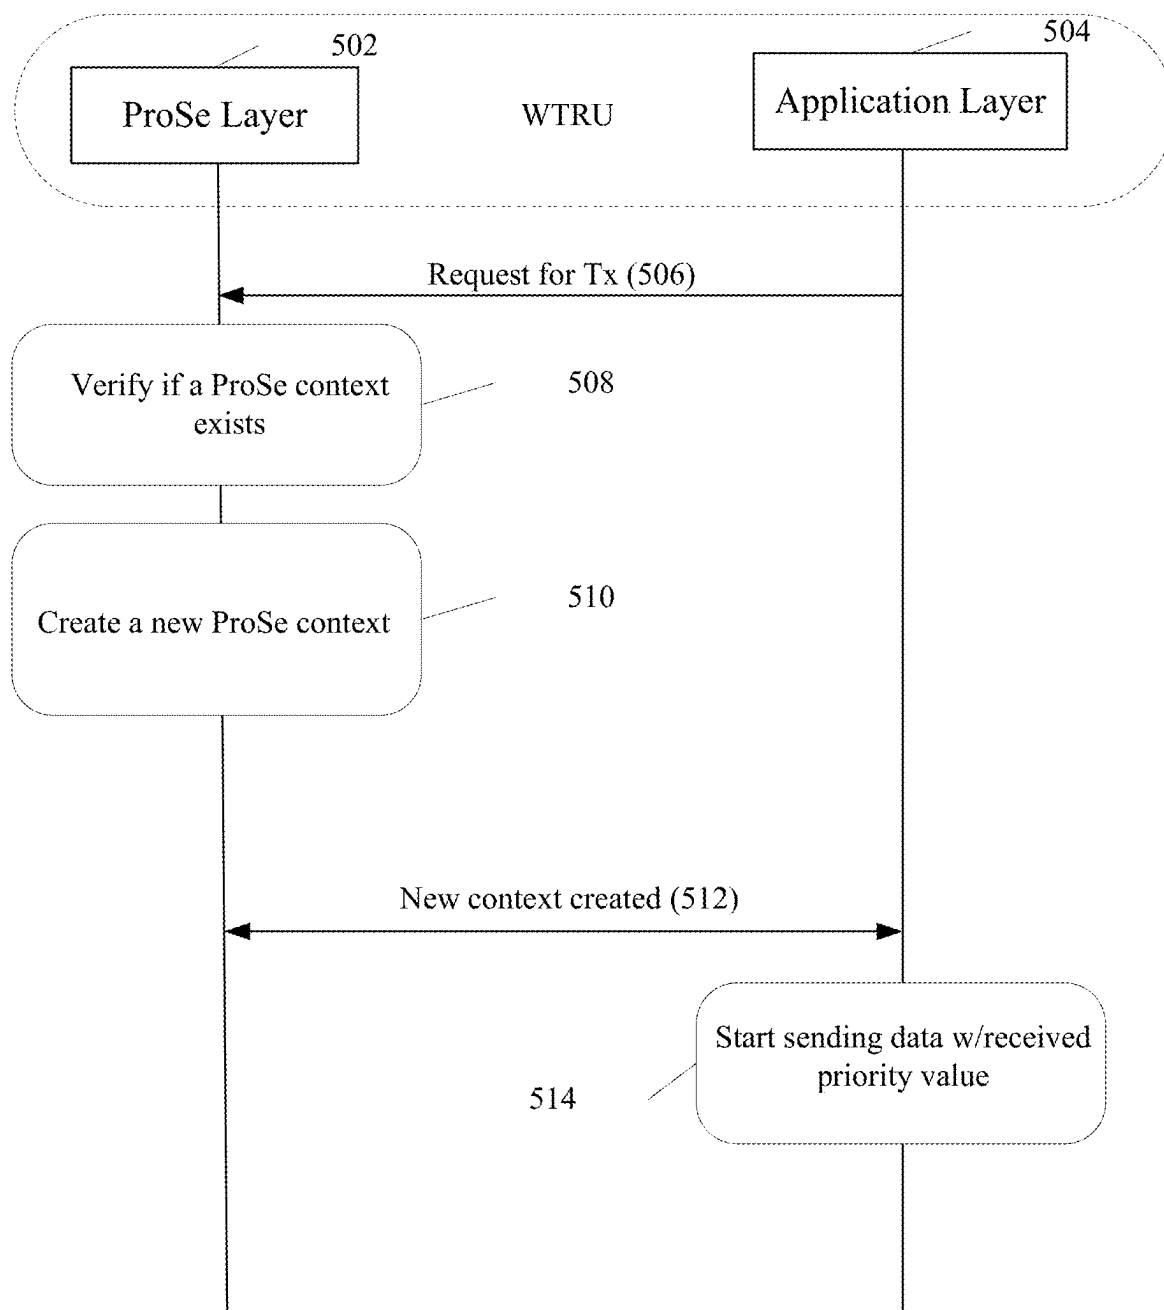 502
504
ProSe Layer
WTRU
Application Layer
Request for Tx (506)
Verify if a ProSe context
exists
508
Create a new ProSe context
510
New context created (512)
Start sending data w/received
priority value
514